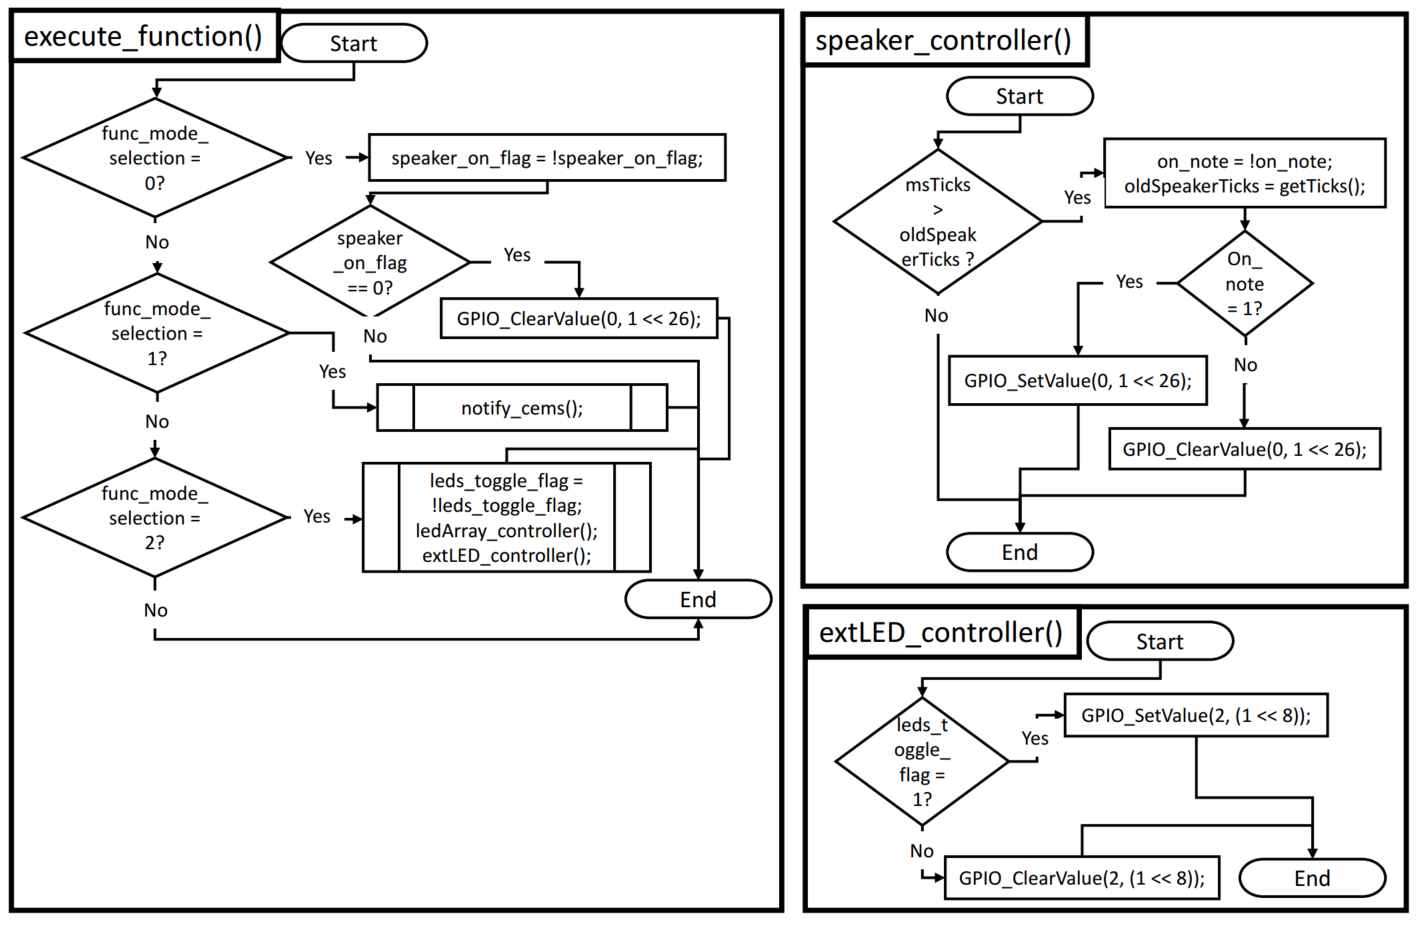 execute_function()
Start
func_mode_
selection =
0?
Yes
speaker_on_flag = !speaker_on_flag;
No
speaker
_on_flag
== 0?
Yes
GPIO_ClearValue(0, 1 << 26);
No
func_mode_
selection =
1?
Yes
notify_cems();
No
func_mode_
selection =
2?
Yes
leds_toggle_flag =
!leds_toggle_flag;
ledArray_controller();
extLED_controller();
No
End
speaker_controller()
Start
msTicks
>
oldSpeak
erTicks ?
Yes
on_note = !on_note;
oldSpeakerTicks = getTicks();
On_
note
= 1?
Yes
GPIO_SetValue(0, 1 << 26);
No
No
GPIO_ClearValue(0, 1 << 26);
End
extLED_controller()
Start
leds_t
oggle_
flag =
1?
Yes
GPIO_SetValue(2, (1 << 8));
No
GPIO_ClearValue(2, (1 << 8));
End